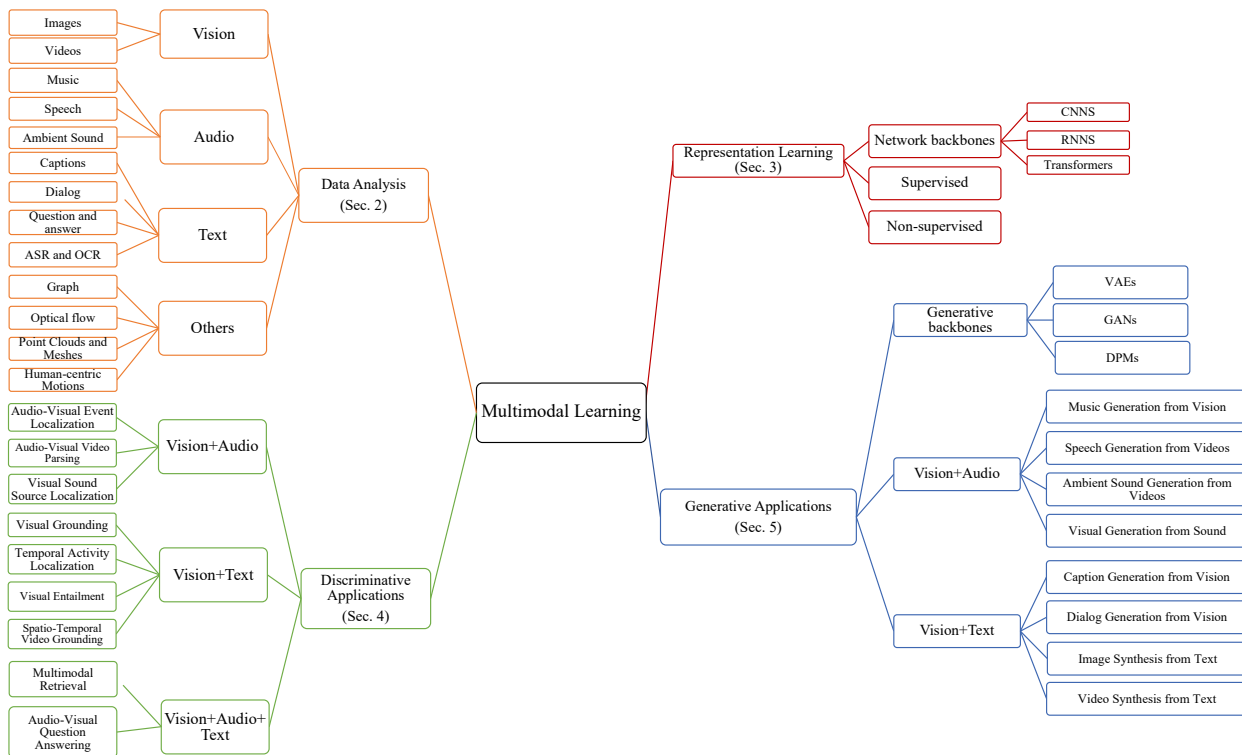 Images
Videos
Vision
Music
Speech
Ambient Sound
Audio
Captions
Dialog
Question and
answer
ASR and OCR
Text
Graph
Optical flow
Point Clouds and
Meshes
Human-centric
Motions
Others
Data Analysis
(Sec. 2)
Audio-Visual Event
Localization
Audio-Visual Video
Parsing
Visual Sound
Source Localization
Vision+Audio
Visual Grounding
Temporal Activity
Localization
Visual Entailment
Spatio-Temporal
Video Grounding
Vision+Text
Multimodal
Retrieval
Audio-Visual
Question
Answering
Vision+Audio+
Text
Discriminative
Applications
(Sec. 4)
Multimodal Learning
Representation Learning
(Sec. 3)
Network backbones
CNNS
RNNS
Transformers
Supervised
Non-supervised
Generative Applications
(Sec. 5)
Generative
backbones
VAEs
GANs
DPMs
Vision+Audio
Music Generation from Vision
Speech Generation from Videos
Ambient Sound Generation from
Videos
Visual Generation from Sound
Vision+Text
Caption Generation from Vision
Dialog Generation from Vision
Image Synthesis from Text
Video Synthesis from Text